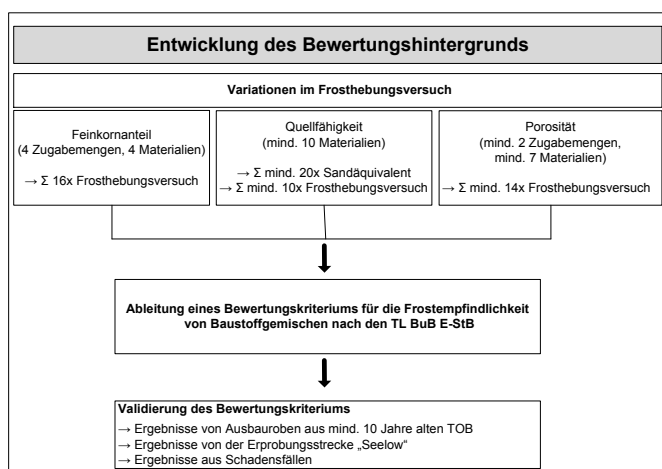 Entwicklung des Bewertungshintergrunds
Variationen im Frosthebungsversuch
Feinkornanteil
(4 Zugabemengen, 4 Materialien)
→ Σ 16x Frosthebungsversuch
Quellfähigkeit
(mind. 10 Materialien)
→ Σ mind. 20x Sandäquivalent
→ Σ mind. 10x Frosthebungsversuch
Porosität
(mind. 2 Zugabemengen,
mind. 7 Materialien)
→ Σ mind. 14x Frosthebungsversuch
Ableitung eines Bewertungskriteriums für die Frostempfindlichkeit
von Baustoffgemischen nach den TL BuB E-StB
Validierung des Bewertungskriteriums
→ Ergebnisse von Ausbauroben aus mind. 10 Jahre alten TOB
→ Ergebnisse von der Erprobungsstrecke „Seelow“
→ Ergebnisse aus Schadensfällen